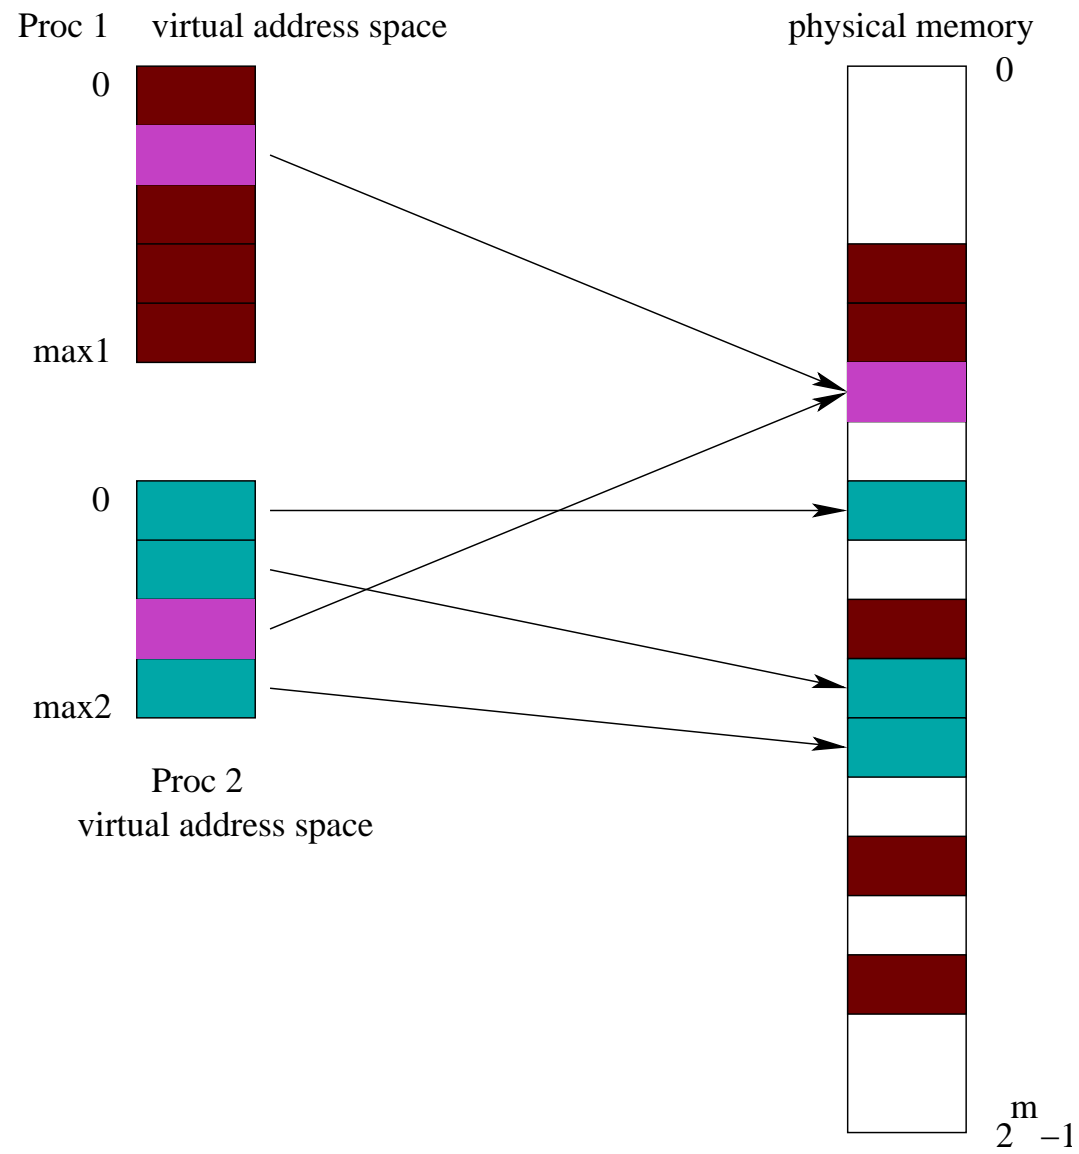 Proc 1 virtual address space
physical memory
0
max1
0
max2
Proc 2
virtual address space
0
m
2 −1